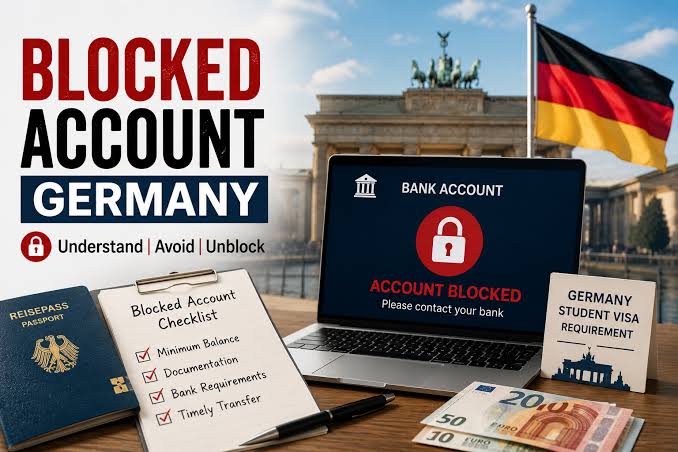 BLOCKED
ACCOUNT
GERMANY
Understand | Avoid | Unblock
REISEPASS
PASSPORT
Blocked Account
Checklist
Minimum Balance
Documentation
Bank Requirements
Timely Transfer
BANK ACCOUNT
ACCOUNT BLOCKED
Please contact your bank
GERMANY
STUDENT VISA
REQUIREMENT
50
20
10
EURO